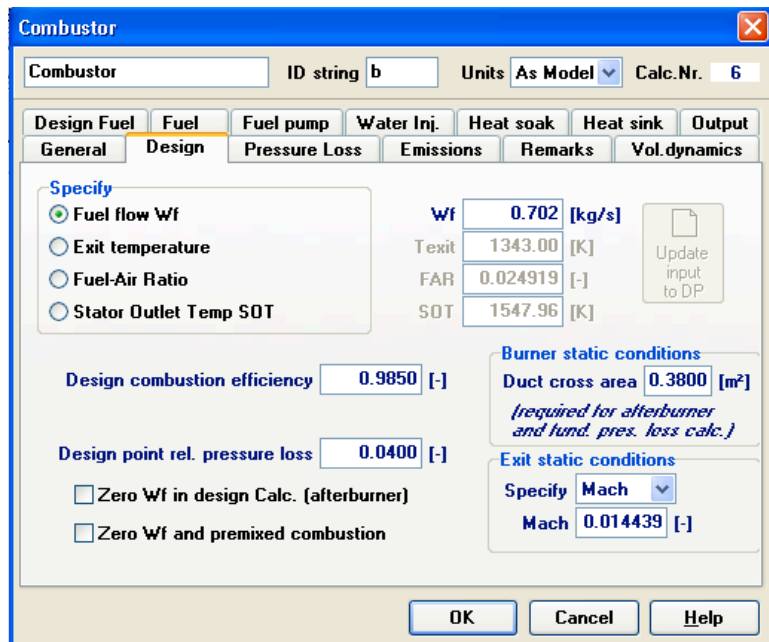 Combustor
Combustor ID string b Units As Model Calc.Nr. 6
Design Fuel Fuel Fuel pump Water Inj. Heat soak Heat sink Output
General Design Pressure Loss Emissions Remarks Vol.dynamics
Specify
Fuel flow Wf
Exit temperature
Fuel-Air Ratio
Stator Outlet Temp SOT
Wf 0.702 [kg/s]
Texit 1343.00 [K]
FAR 0.024919 [-]
SOT 1547.96 [K]
Update
input
to DP
Design combustion efficiency 0.9850 [-]
Design point rel. pressure loss 0.0400 [-]
Zero Wf in design Calc. (afterburner)
Zero Wf and premixed combustion
Burner static conditions
Duct cross area 0.3800 [m²]
(required for afterburner
and fund. pres. loss calc.)
Exit static conditions
Specify Mach
Mach 0.014439 [-]
OK Cancel Help